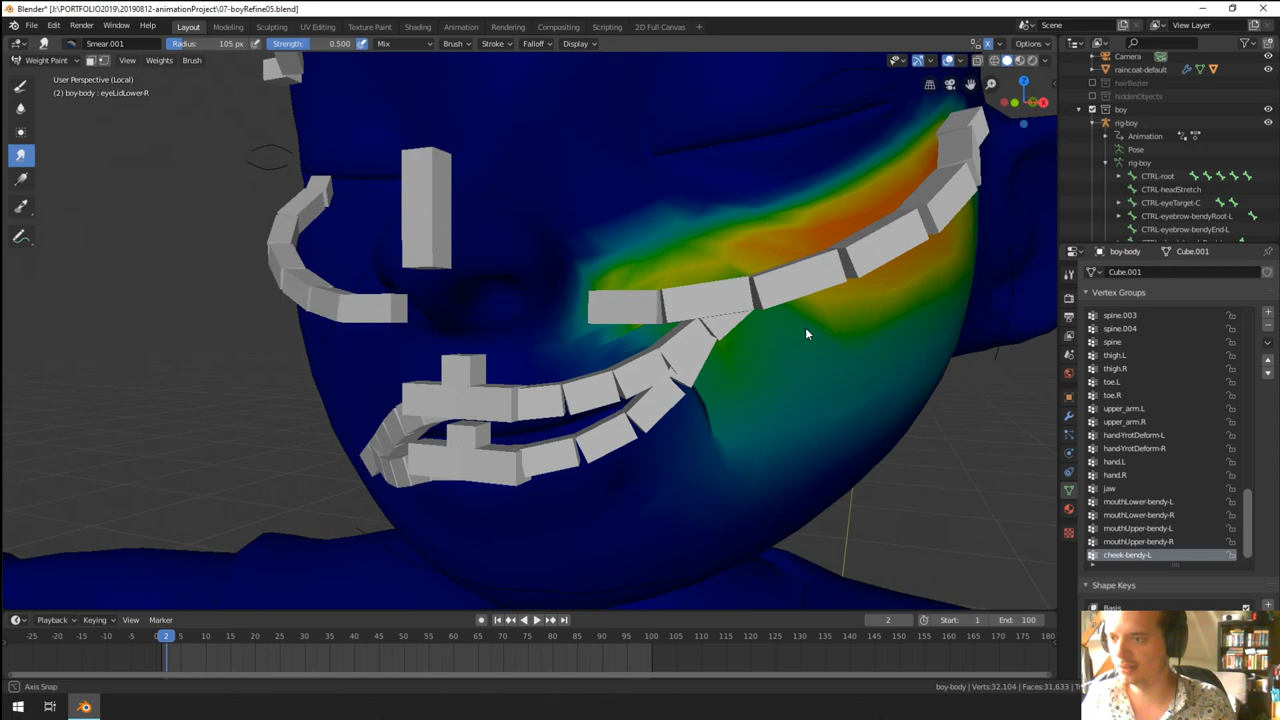 Blender* [J:\PORTFOLIO2019\20190812-animationProject\07-boyRefine05.blend]
File Edit Render Window Help Layout Modeling Sculpting UV Editing Texture Paint Shading Animation Rendering Compositing Scripting 2D Full Canvas Scene View Layer
Smear.001 Radius: 105 px Strength: 0.500 Mix Brush Stroke Falloff Display X Options
Weight Paint View Weights Brush
User Perspective (Local)
(2) boy-body : eyeLidLower-R
Z
X
Camera
raincoat-default
hairBezier
hiddenObjects
boy
rig-boy
Animation
Pose
rig-boy
CTRL-root
CTRL-headStretch
CTRL-eyeTarget-C
CTRL-eyebrow-bendyRoot-L
CTRL-eyebrow-bendyEnd-L
boy-body Cube.001
Cube.001
Vertex Groups
spine.003
spine.004
spine
thigh.L
thigh.R
toe.L
toe.R
upper_arm.L
upper_arm.R
hand-YrotDeform-L
hand-YrotDeform-R
hand.L
hand.R
jaw
mouthLower-bendy-L
mouthLower-bendy-R
mouthUpper-bendy-L
mouthUpper-bendy-R
cheek-bendy-L
Shape Keys
Basis
Playback Keying View Marker 2 Start: 1 End: 100
-25 -20 -15 -10 -5 2 5 10 15 20 25 30 35 40 45 50 55 60 65 70 75 80 85 90 95 100 105 110 115 120 125 130 135 140 145 150 155 160 165 170 175 180
Axis Snap boy-body | Verts:32,104 | Faces:31,633 |